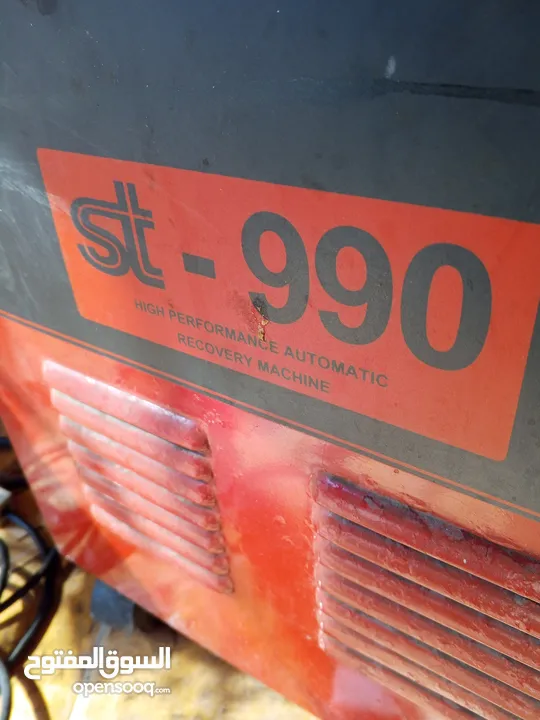 st - 990
HIGH PERFORMANCE AUTOMATIC
RECOVERY MACHINE
السوق المفتوح
opensooq.com